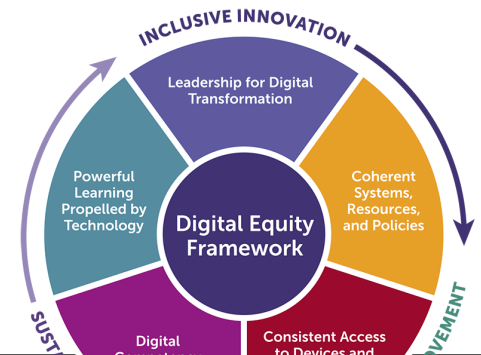 INCLUSIVE INNOVATION
Leadership for Digital
Transformation
Powerful
Learning
Propelled by
Technology
Coherent
Systems,
Resources,
and Policies
Digital Equity
Framework
Digital
Consistent Access
to Devices and